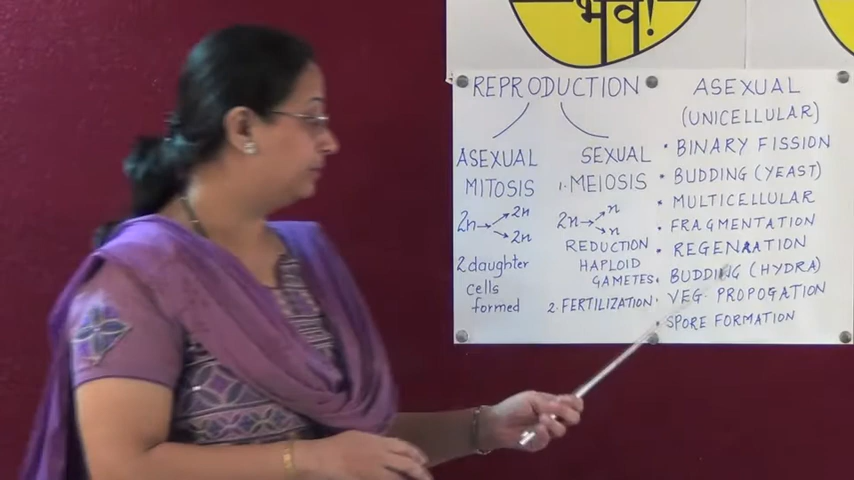 भव!
REPRODUCTION
ASEXUAL
MITOSIS
2n → 2n
2n
2 daughter
cells
formed
SEXUAL
1. MEIOSIS
2n → n
n
REDUCTION
HAPLOID
GAMETES
2. FERTILIZATION
ASEXUAL
(UNICELLULAR)
• BINARY FISSION
• BUDDING (YEAST)
• MULTICELLULAR
• FRAGMENTATION
• REGENRATION
• BUDDING (HYDRA)
• VEG. PROPOGATION
• SPORE FORMATION